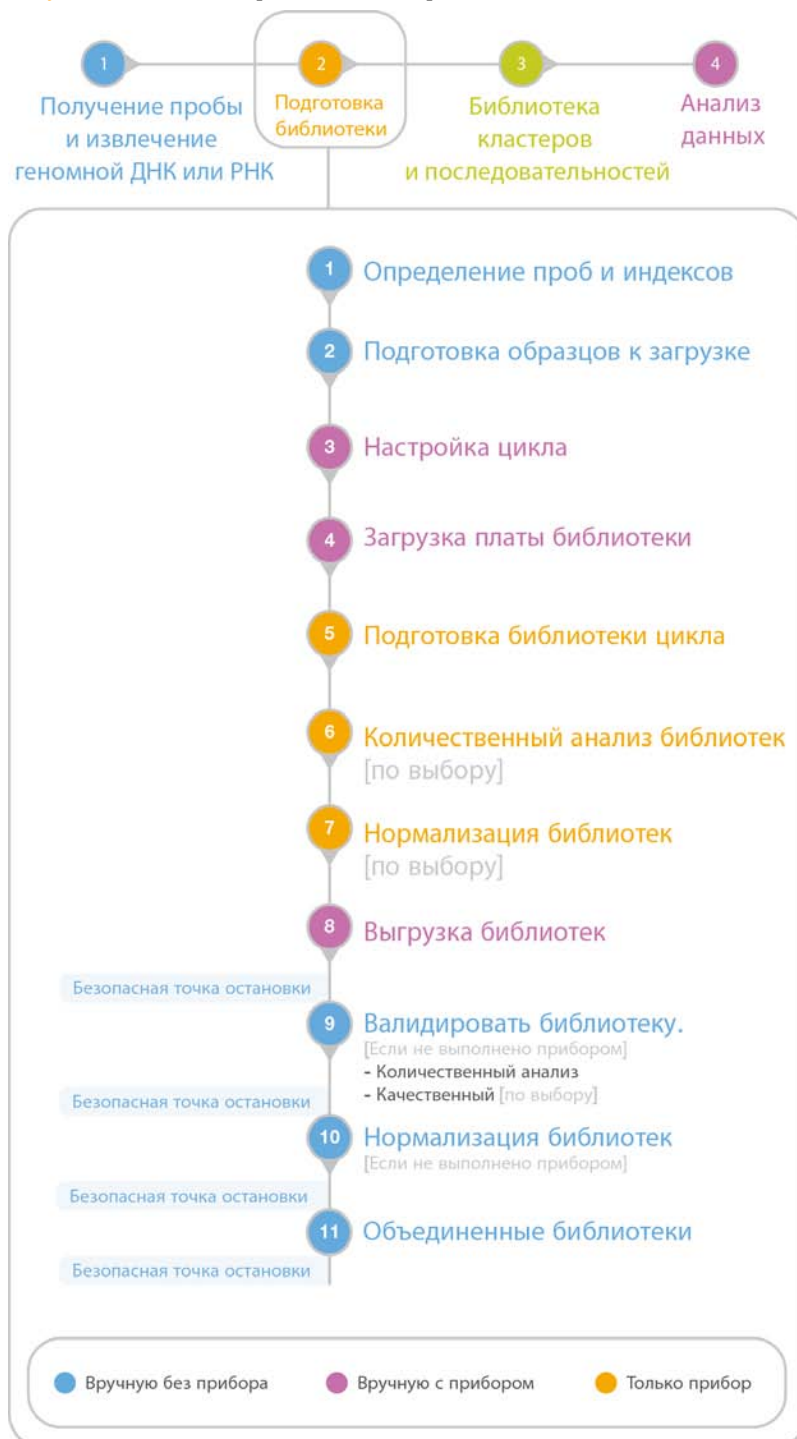 1
2
3
4
Получение пробы
и извлечение
геномной ДНК или РНК
Подготовка
библиотеки
Библиотека
кластеров
и последовательностей
Анализ
данных
1 Определение проб и индексов
2 Подготовка образцов к загрузке
3 Настройка цикла
4 Загрузка платы библиотеки
5 Подготовка библиотеки цикла
6 Количественный анализ библиотек
[по выбору]
7 Нормализация библиотек
[по выбору]
8 Выгрузка библиотек
Безопасная точка остановки
9 Валидировать библиотеку.
[Если не выполнено прибором]
- Количественный анализ
- Качественный [по выбору]
Безопасная точка остановки
10 Нормализация библиотек
[Если не выполнено прибором]
Безопасная точка остановки
11 Объединенные библиотеки
Безопасная точка остановки
Вручную без прибора
Вручную с прибором
Только прибор